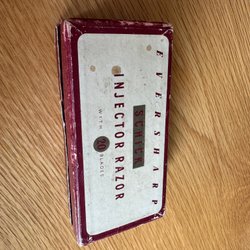 EVERSHARP
SCHICK
INJECTOR RAZOR
WITH 20 BLADES